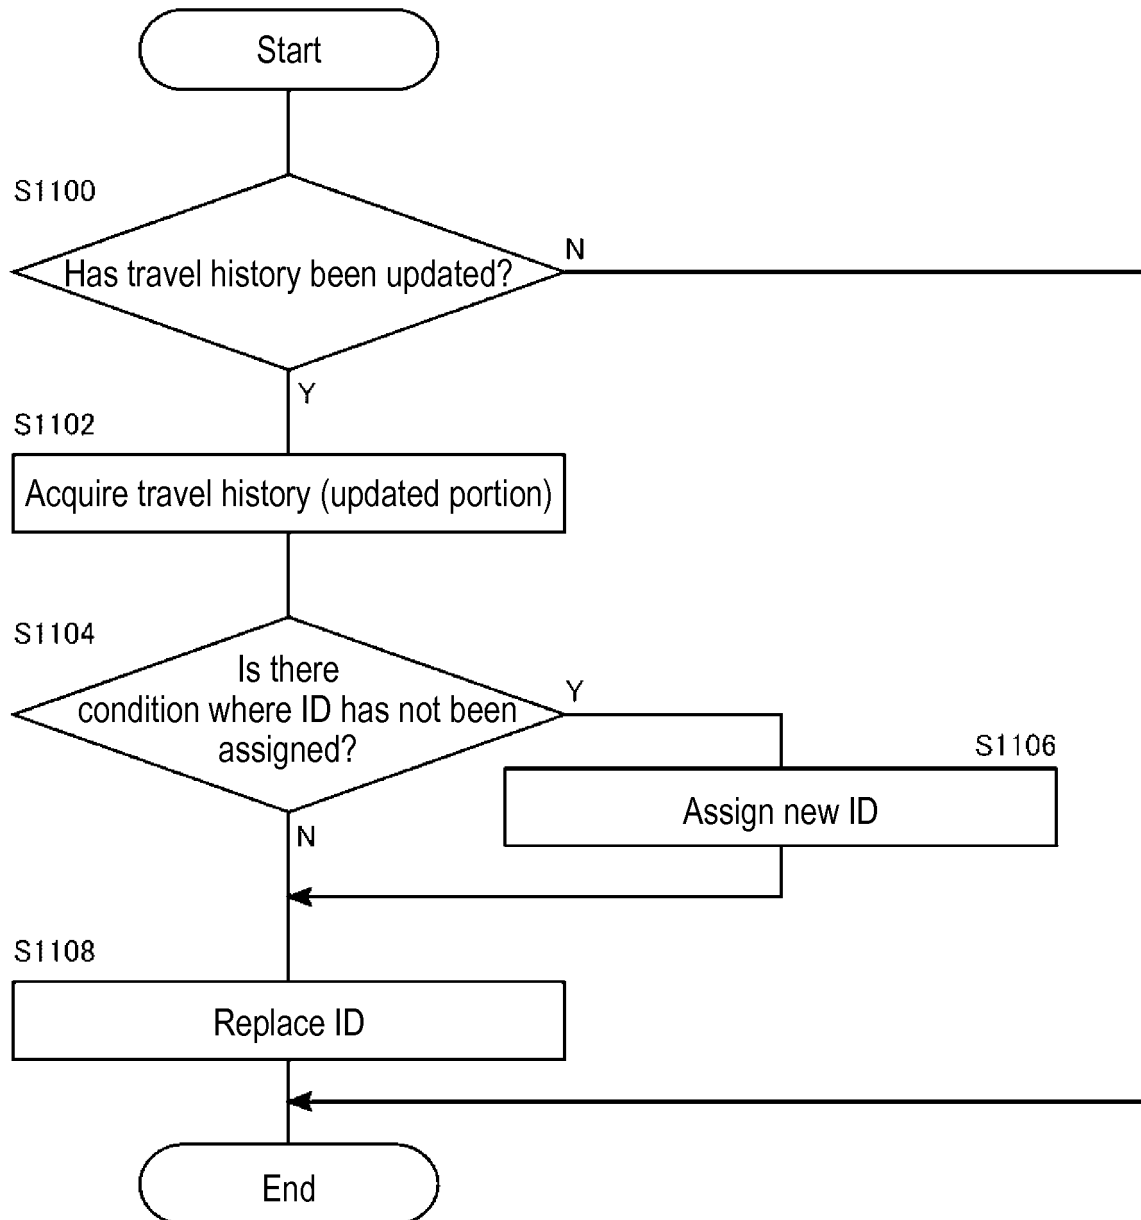 Start
S1100
Has travel history been updated?
N
Y
S1102
Acquire travel history (updated portion)
S1104
Is there
condition where ID has not been
assigned?
Y
N
S1106
Assign new ID
S1108
Replace ID
End